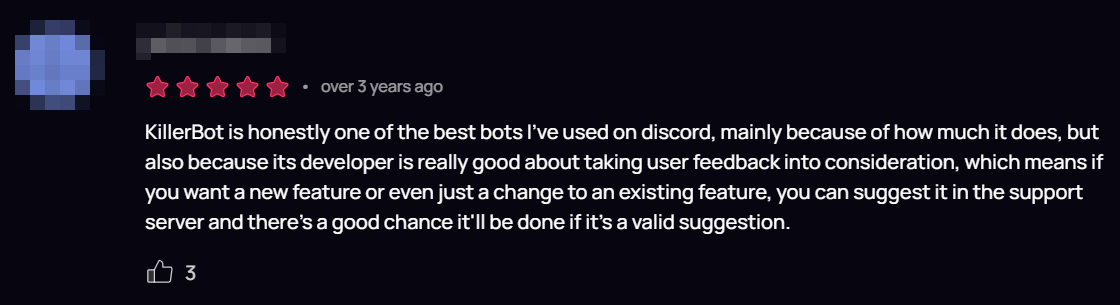 • over 3 years ago
KillerBot is honestly one of the best bots I've used on discord, mainly because of how much it does, but
also because its developer is really good about taking user feedback into consideration, which means if
you want a new feature or even just a change to an existing feature, you can suggest it in the support
server and there's a good chance it'll be done if it's a valid suggestion.
3